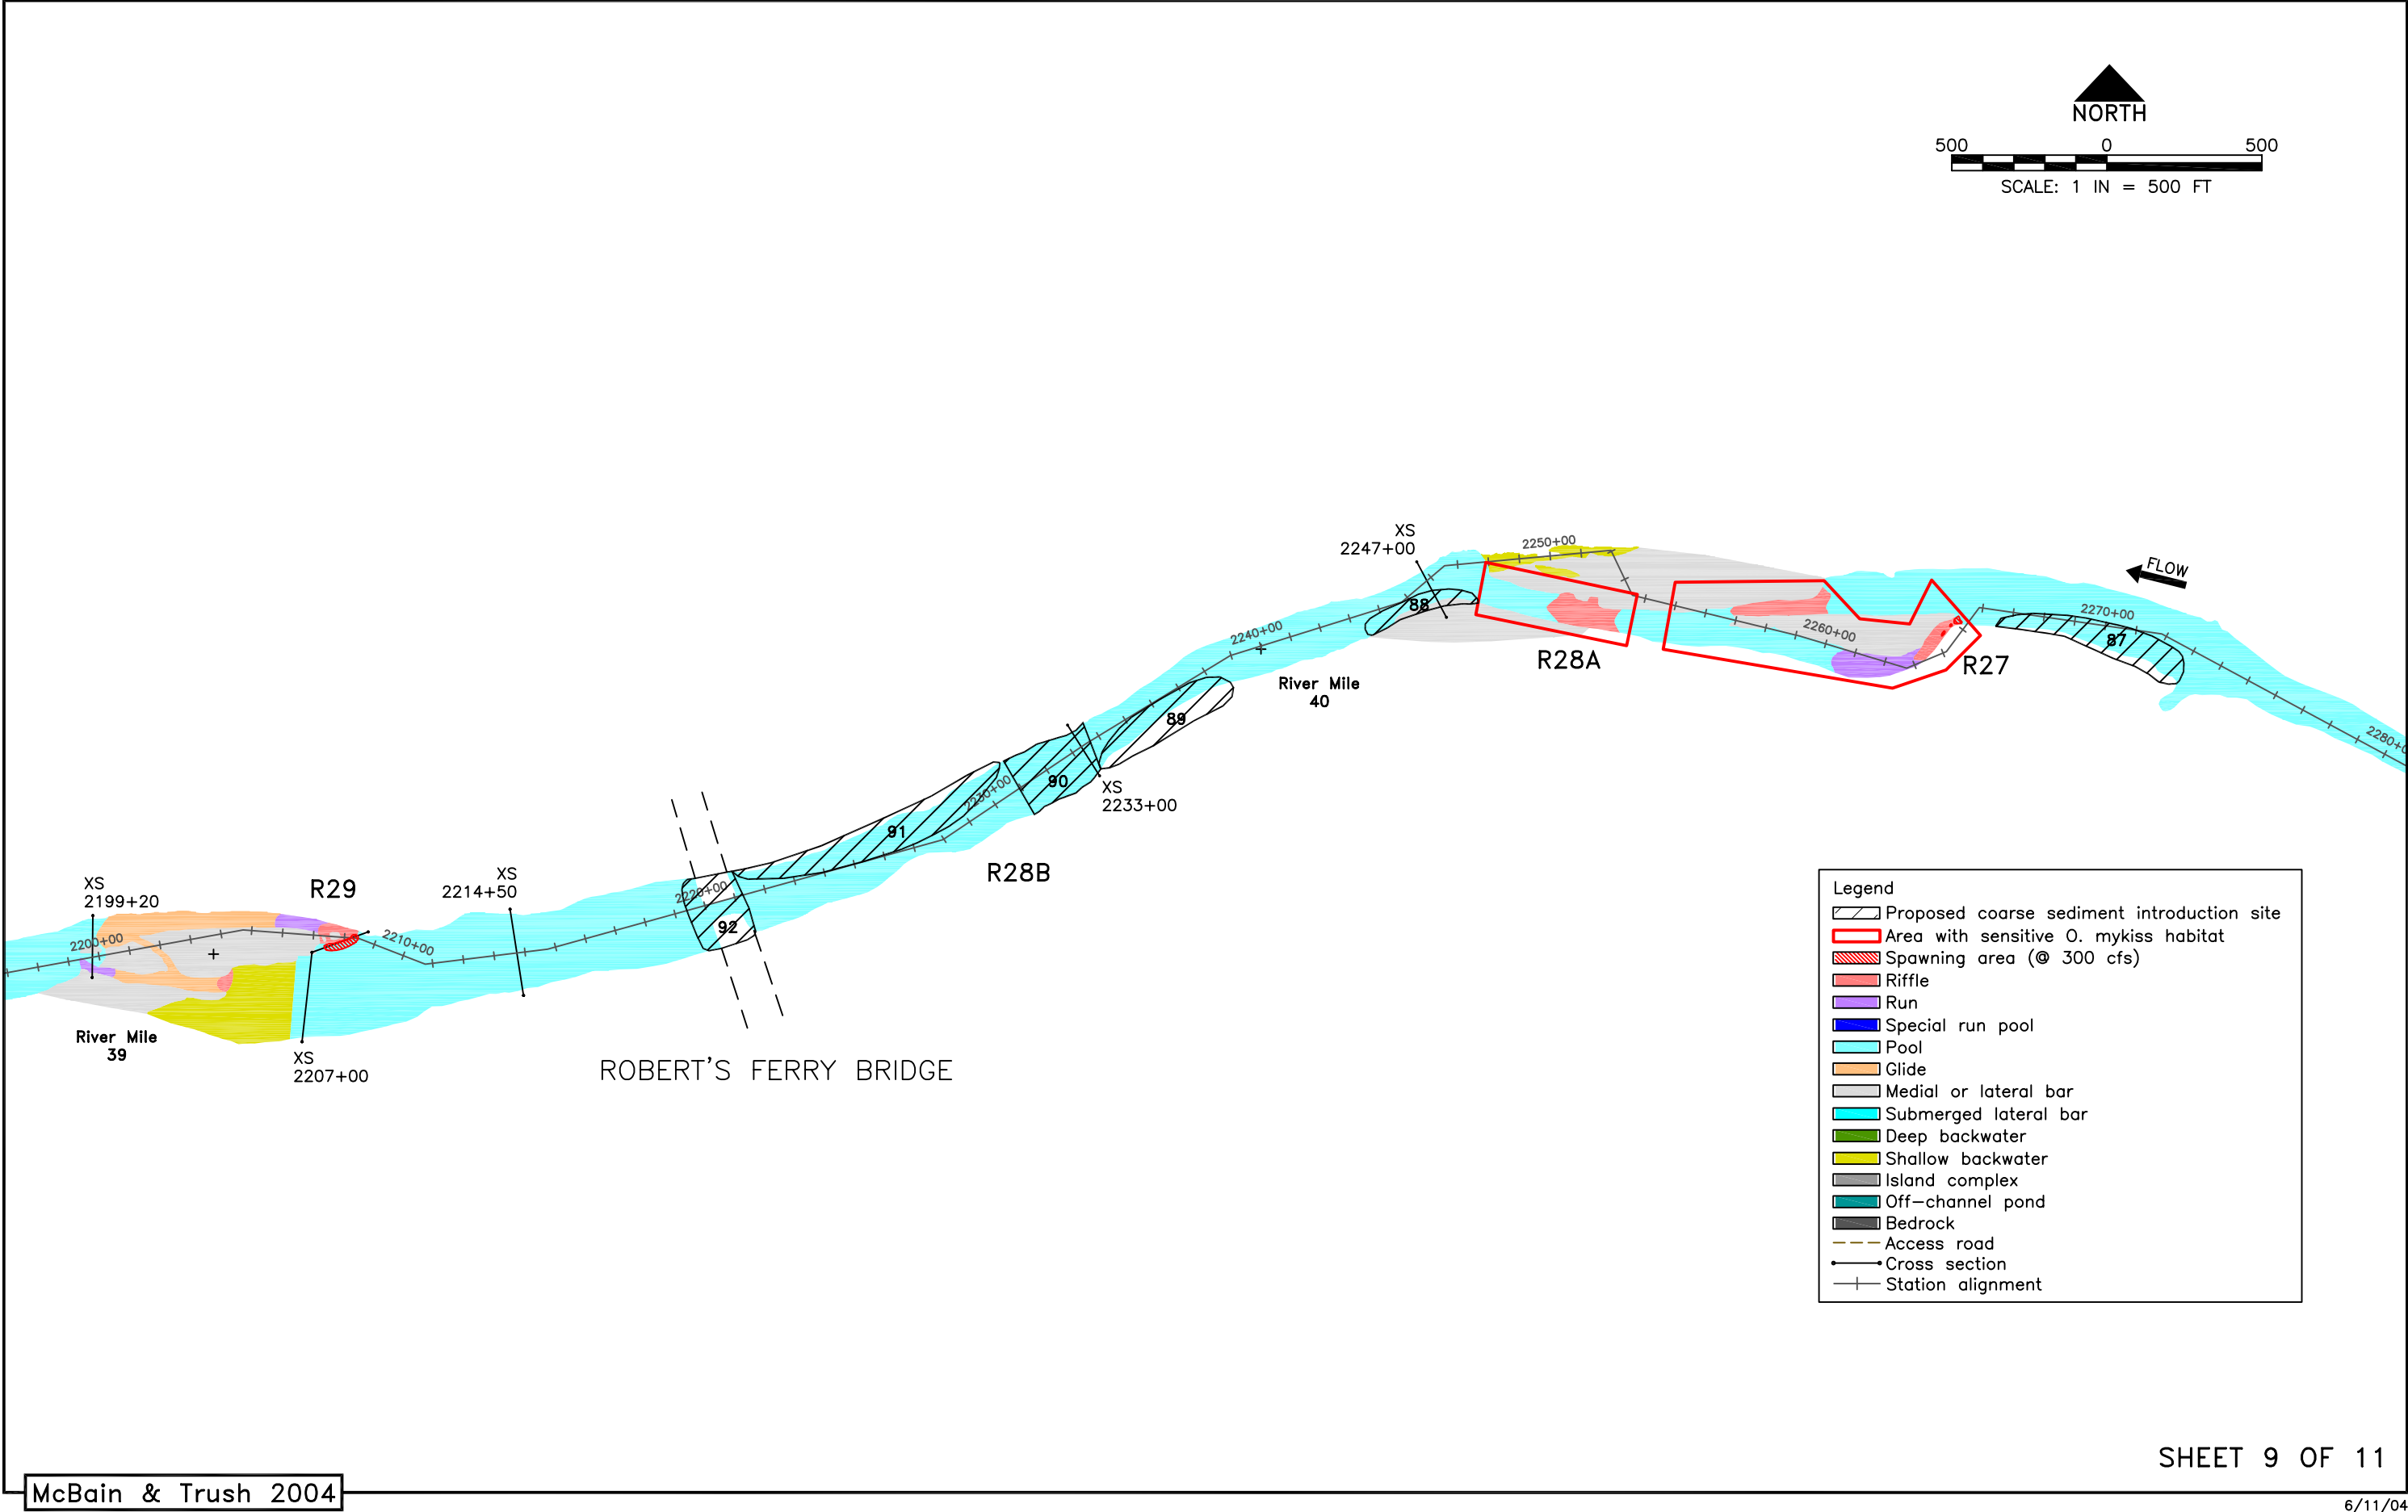 NORTH
500 0 500
SCALE: 1 IN = 500 FT
XS
2247+00
2250+00
FLOW
88
2240+00
2260+00
2270+00
87
R28A
R27
River Mile
40
89
2280+
90
2230+00
XS
2233+00
91
R28B
2220+00
92
XS
2214+50
R29
XS
2199+20
2200+00
2210+00
River Mile
39
XS
2207+00
ROBERT'S FERRY BRIDGE
Legend
Proposed coarse sediment introduction site
Area with sensitive O. mykiss habitat
Spawning area (@ 300 cfs)
Riffle
Run
Special run pool
Pool
Glide
Medial or lateral bar
Submerged lateral bar
Deep backwater
Shallow backwater
Island complex
Off-channel pond
Bedrock
Access road
Cross section
Station alignment
SHEET 9 OF 11
McBain & Trush 2004
6/11/04